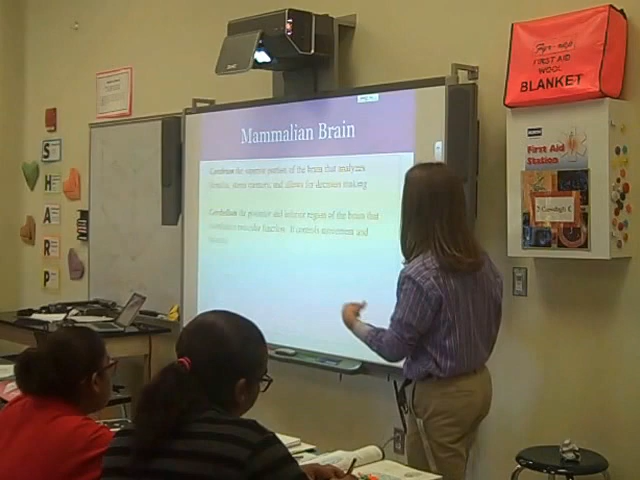 Mammalian Brain
Cerebrum the superior portion of the brain that analyzes
stimulus, stores memory, and allows for decision making
Cerebellum the posterior and inferior region of the brain that
coordinates muscular function. It controls movement and
S
H
A
R
P
FIRST AID
WOOL
BLANKET
First Aid
Station